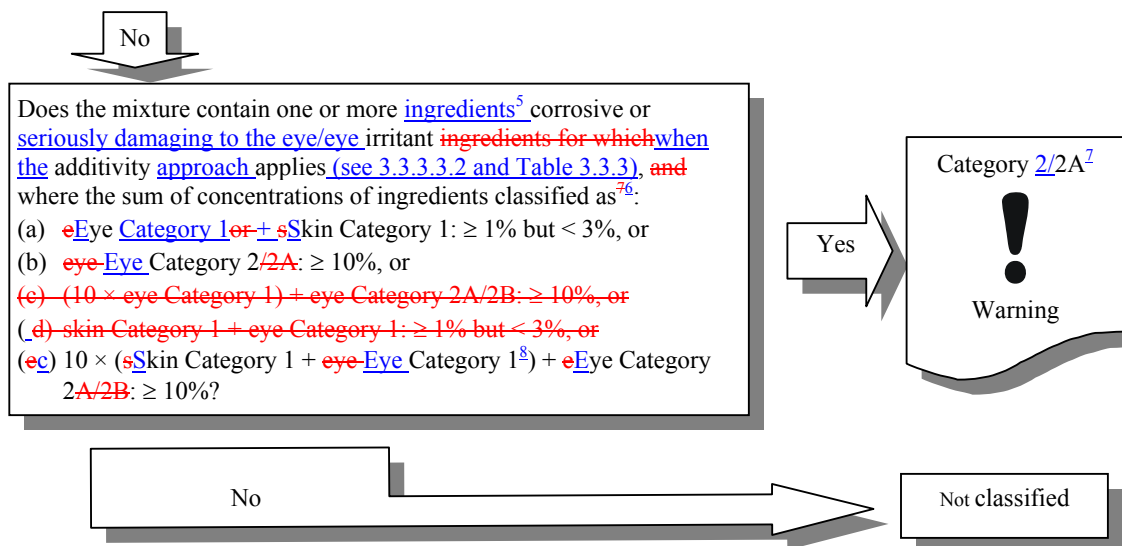 No
Does the mixture contain one or more ingredients5 corrosive or
seriously damaging to the eye/eye irritant ingredients for whichwhen
the additivity approach applies (see 3.3.3.3.2 and Table 3.3.3), and
where the sum of concentrations of ingredients classified as76:
(a) eEye Category 1or + sSkin Category 1: ≥ 1% but < 3%, or
(b) eye Eye Category 2/2A: ≥ 10%, or
(c) (10 × eye Category 1) + eye Category 2A/2B: ≥ 10%, or
( d) skin Category 1 + eye Category 1: ≥ 1% but < 3%, or
(ec) 10 × (sSkin Category 1 + eye Eye Category 18) + eEye Category
2A/2B: ≥ 10%?
Yes
Category 2/2A7
!
Warning
No
Not classified